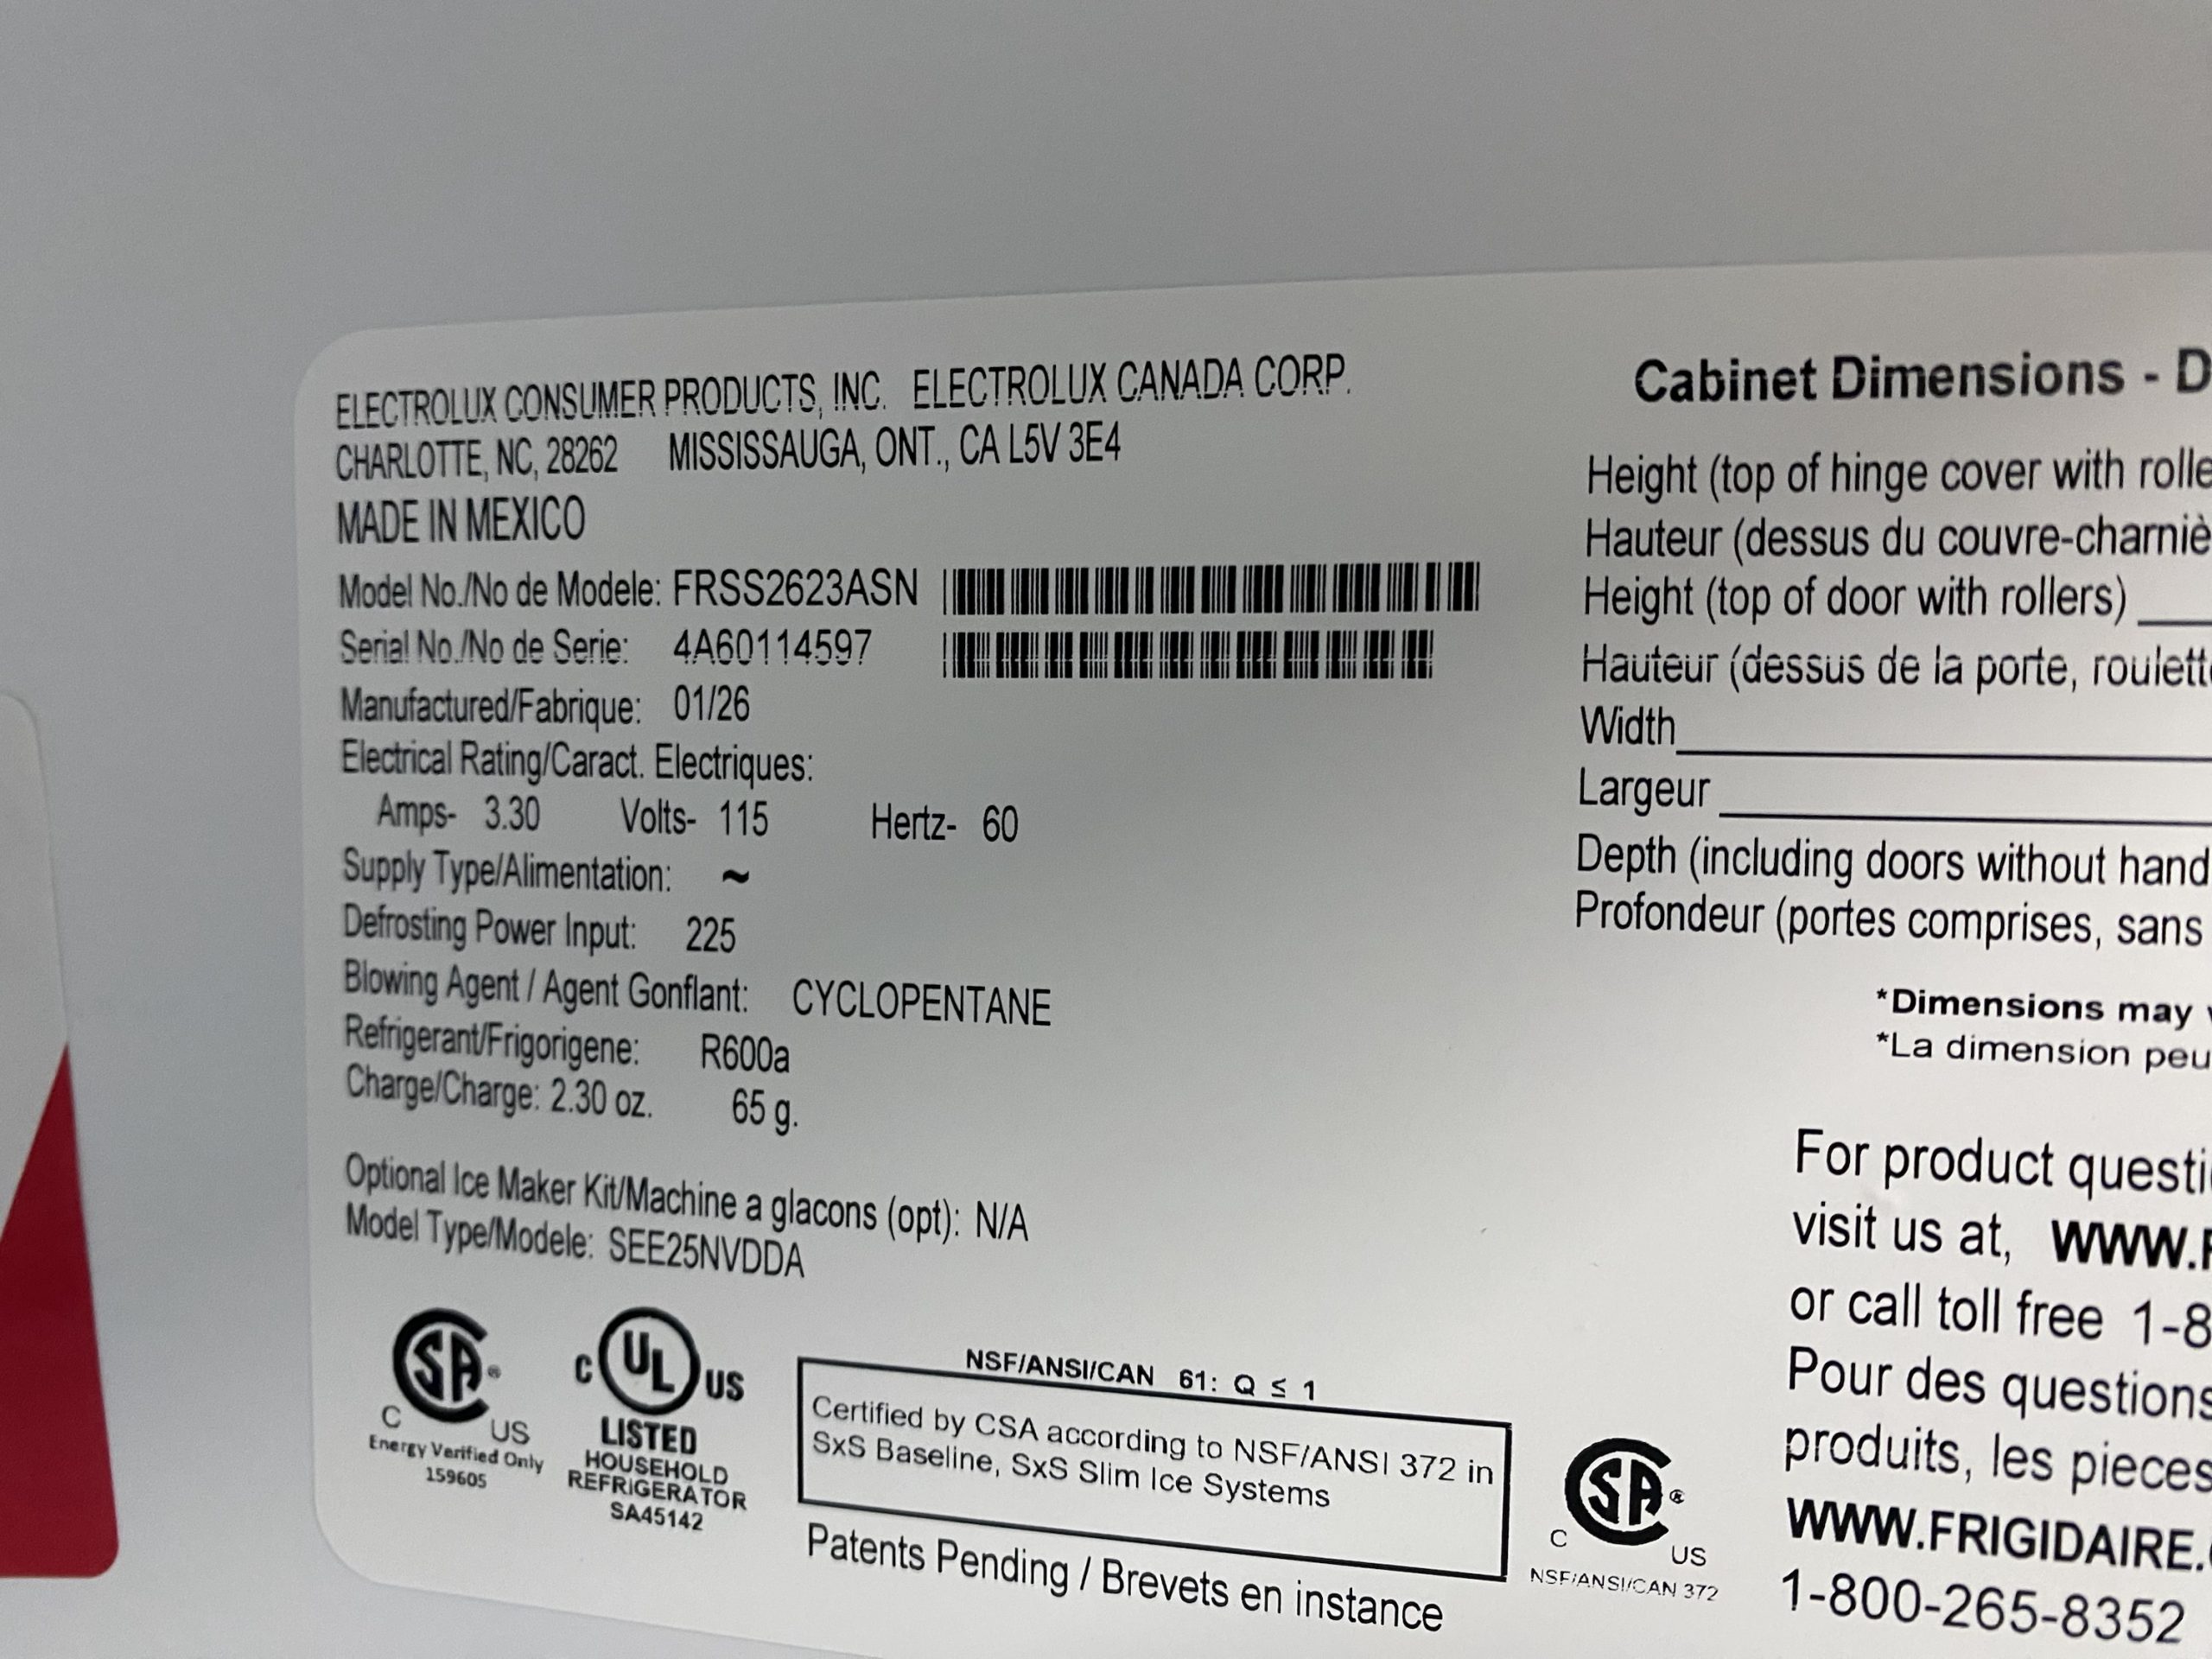 ELECTROLUX CONSUMER PRODUCTS, INC. ELECTROLUX CANADA CORP.
CHARLOTTE, NC, 28262 MISSISSAUGA, ONT., CA L5V 3E4
MADE IN MEXICO
Model No./No de Modele: FRSS2623ASN
Serial No./No de Serie: 4A60114597
Manufactured/Fabrique: 01/26
Electrical Rating/Caract. Electriques:
Amps- 3.30 Volts- 115 Hertz- 60
Supply Type/Alimentation: ~
Defrosting Power Input: 225
Blowing Agent / Agent Gonflant: CYCLOPENTANE
Refrigerant/Frigorigene: R600a
Charge/Charge: 2.30 oz. 65 g.
Optional Ice Maker Kit/Machine a glacons (opt): N/A
Model Type/Modele: SEE25NVDDA
SA®
C US
Energy Verified Only
159605
C UL US
LISTED
HOUSEHOLD
REFRIGERATOR
SA45142
NSF/ANSI/CAN 61: Q ≤ 1
Certified by CSA according to NSF/ANSI 372 in
SxS Baseline, SxS Slim Ice Systems
SA®
C US
NSF/ANSI/CAN 372
Patents Pending / Brevets en instance
Cabinet Dimensions - D
Height (top of hinge cover with rolle
Hauteur (dessus du couvre-charniè
Height (top of door with rollers)
Hauteur (dessus de la porte, roulett
Width
Largeur
Depth (including doors without hand
Profondeur (portes comprises, sans
*Dimensions may
*La dimension peu
For product questi
visit us at, WWW.F
or call toll free 1-8
Pour des questions
produits, les pieces
WWW.FRIGIDAIRE.
1-800-265-8352